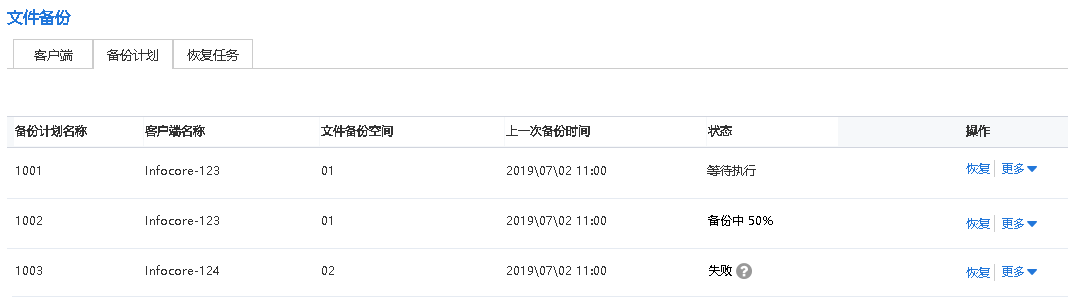 文件备份
客户端 备份计划 恢复任务
备份计划名称 客户端名称 文件备份空间 上一次备份时间 状态 操作
1001 Infocore-123 01 2019\07\02 11:00 等待执行 恢复 更多
1002 Infocore-123 01 2019\07\02 11:00 备份中 50% 恢复 更多
1003 Infocore-124 02 2019\07\02 11:00 失败 ? 恢复 更多